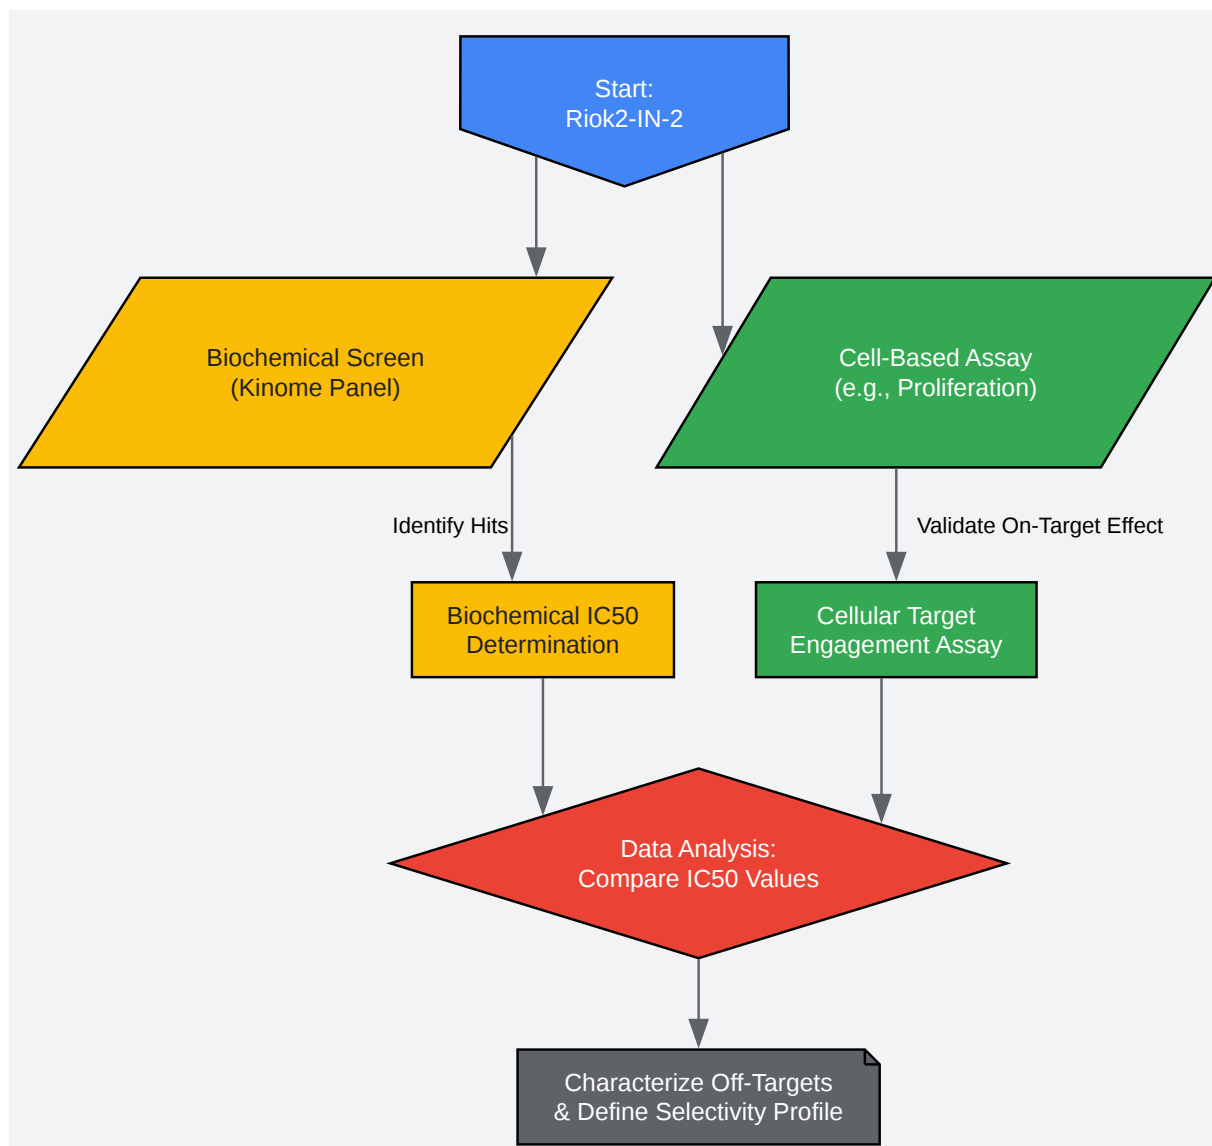 Start:
Riok2-IN-2
Biochemical Screen
(Kinome Panel)
Cell-Based Assay
(e.g., Proliferation)
Identify Hits
Validate On-Target Effect
Biochemical IC50
Determination
Cellular Target
Engagement Assay
Data Analysis:
Compare IC50 Values
Characterize Off-Targets
& Define Selectivity Profile